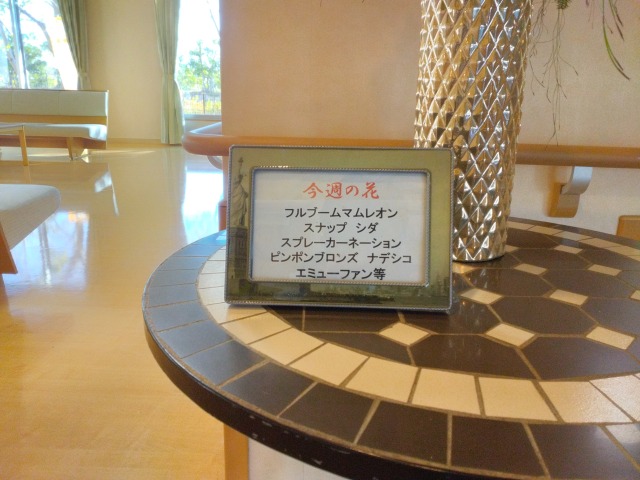 今週の花
フルブームマムレオン
スナップ シダ
スプレーカーネーション
ピンポンブロンズ ナデシコ
エミューファン等